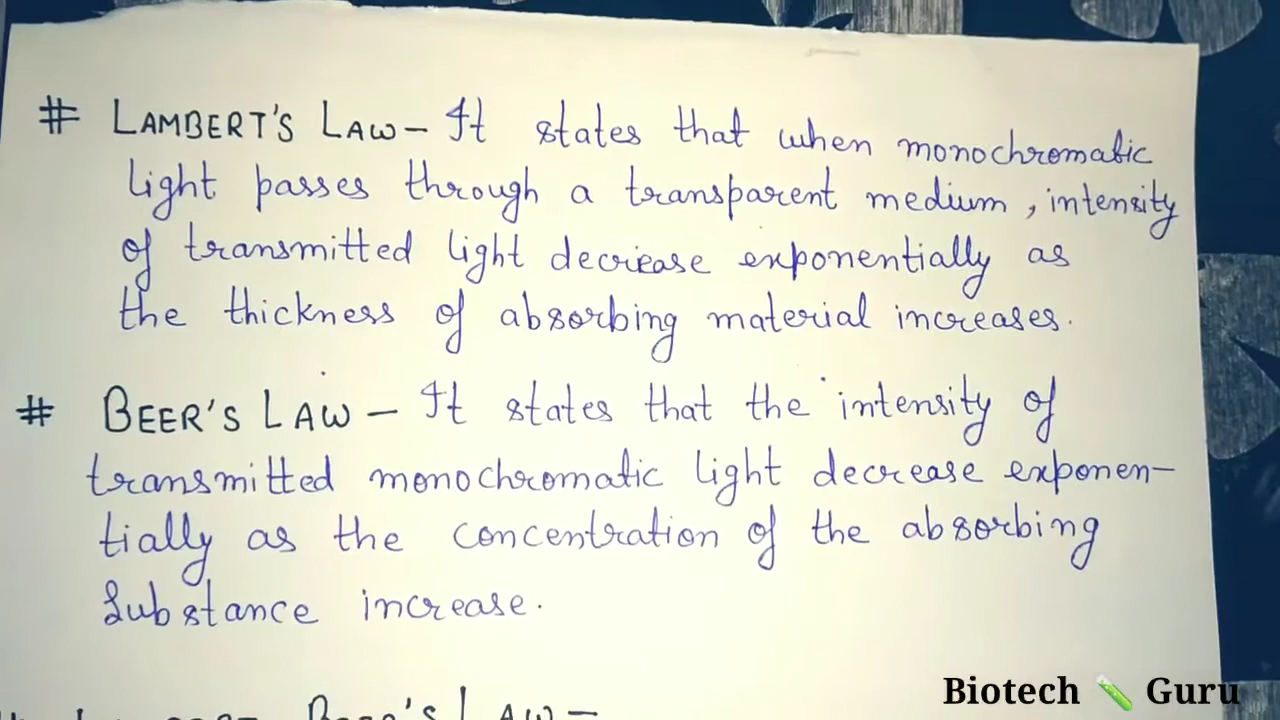 # LAMBERT'S LAW - It states that when monochromatic
light passes through a transparent medium, intensity
of transmitted light decrease exponentially as
the thickness of absorbing material increases.
# BEER'S LAW - It states that the intensity of
transmitted monochromatic light decrease exponen-
tially as the concentration of the absorbing
Substance increase.
BEER'S LAW -
Biotech Guru